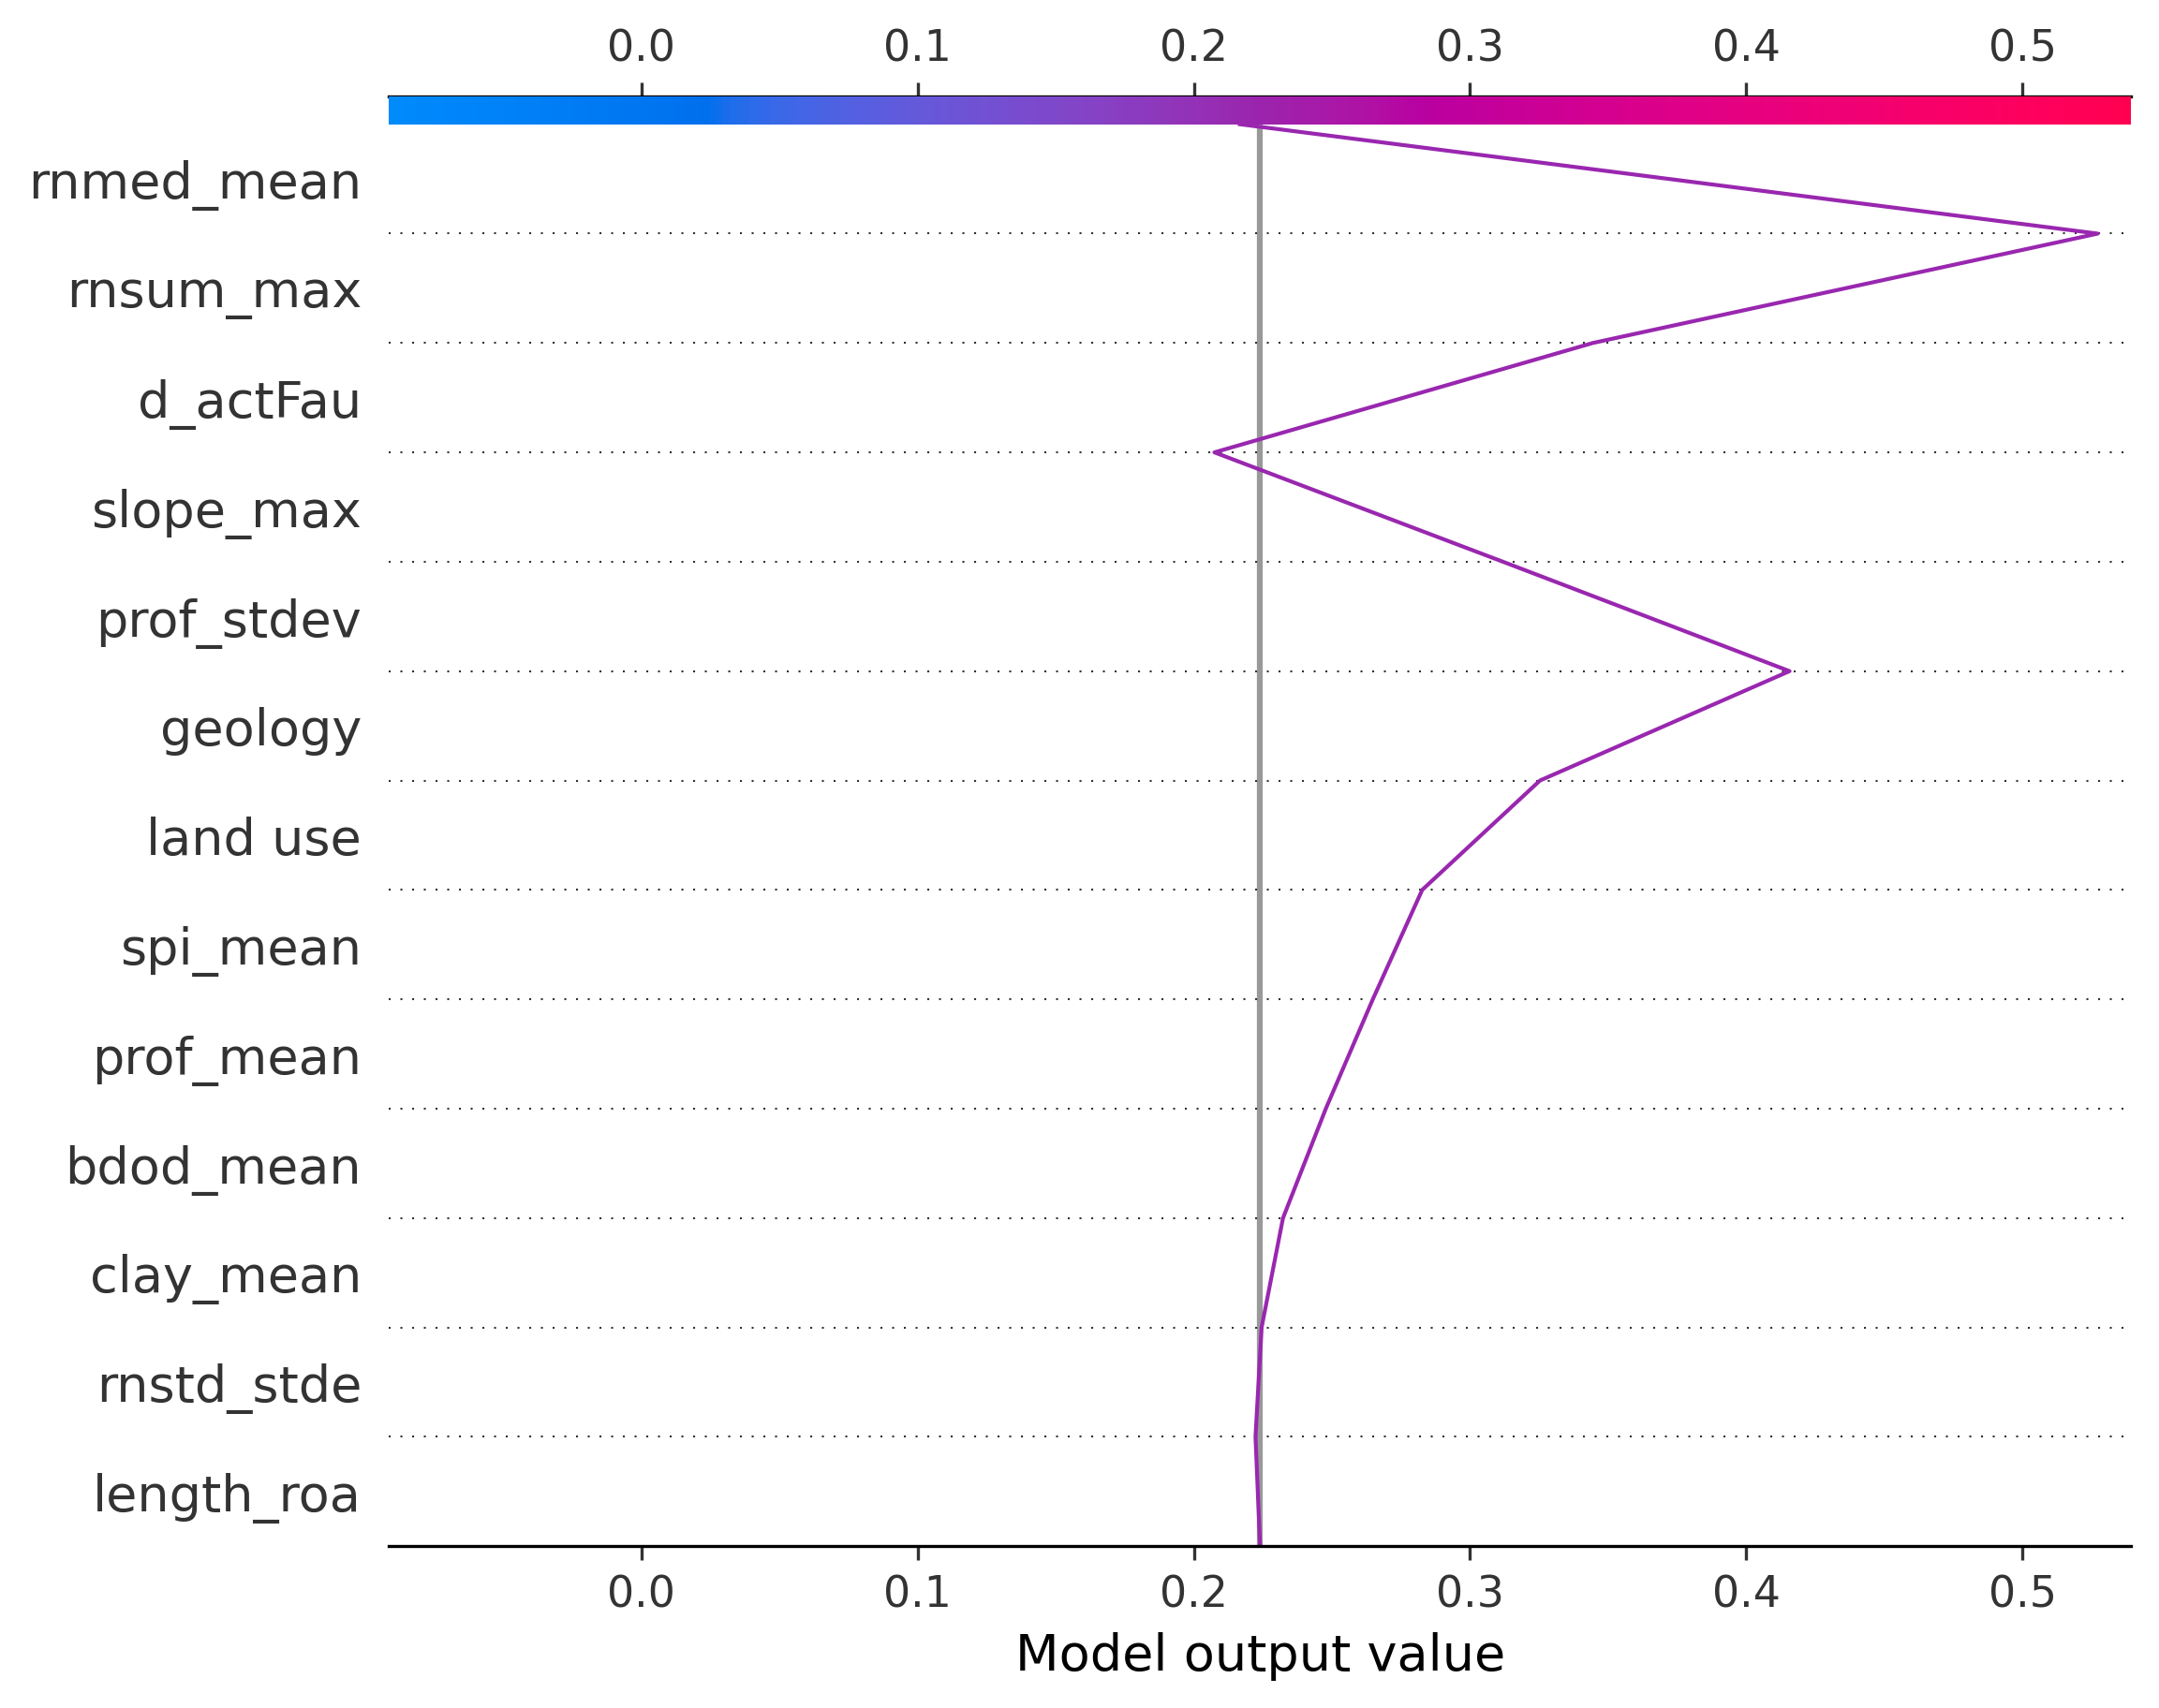 0.0 0.1 0.2 0.3 0.4 0.5
rnmed_mean
rnsum_max
d_actFau
slope_max
prof_stdev
geology
land use
spi_mean
prof_mean
bdod_mean
clay_mean
rnstd_stde
length_roa
0.0 0.1 0.2 0.3 0.4 0.5
Model output value